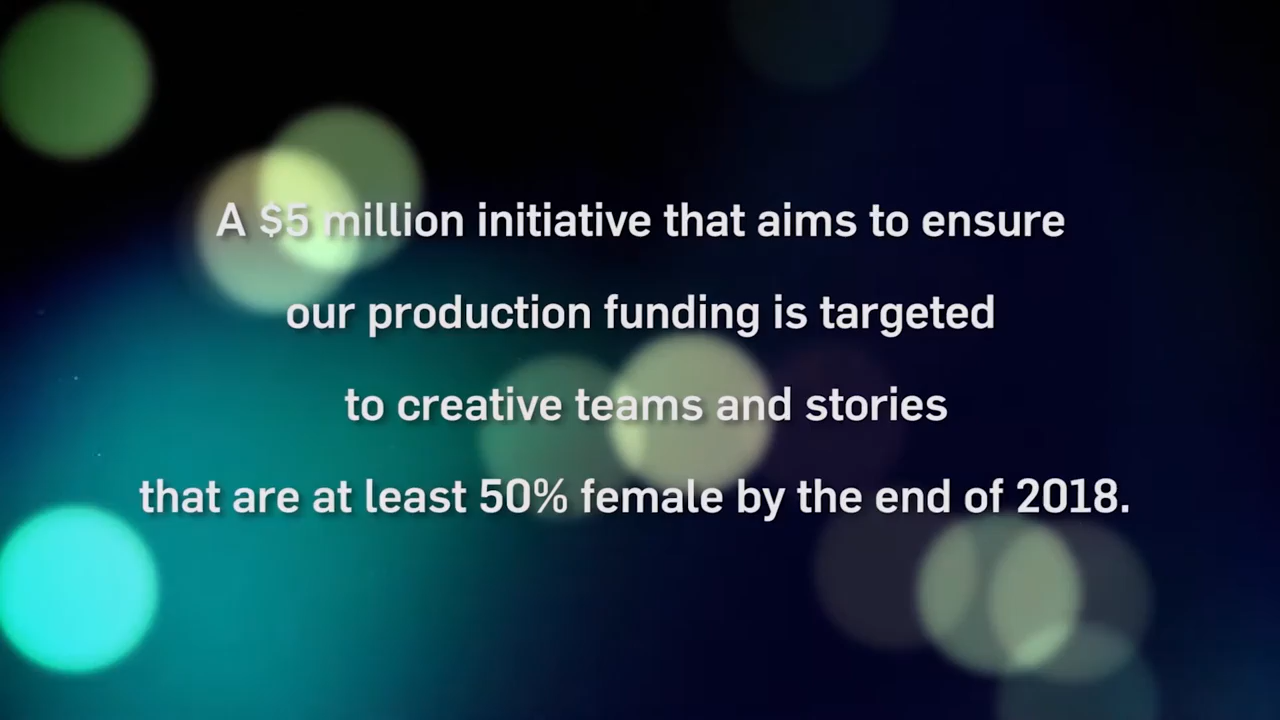 A $5 million initiative that aims to ensure
our production funding is targeted
to creative teams and stories
that are at least 50% female by the end of 2018.